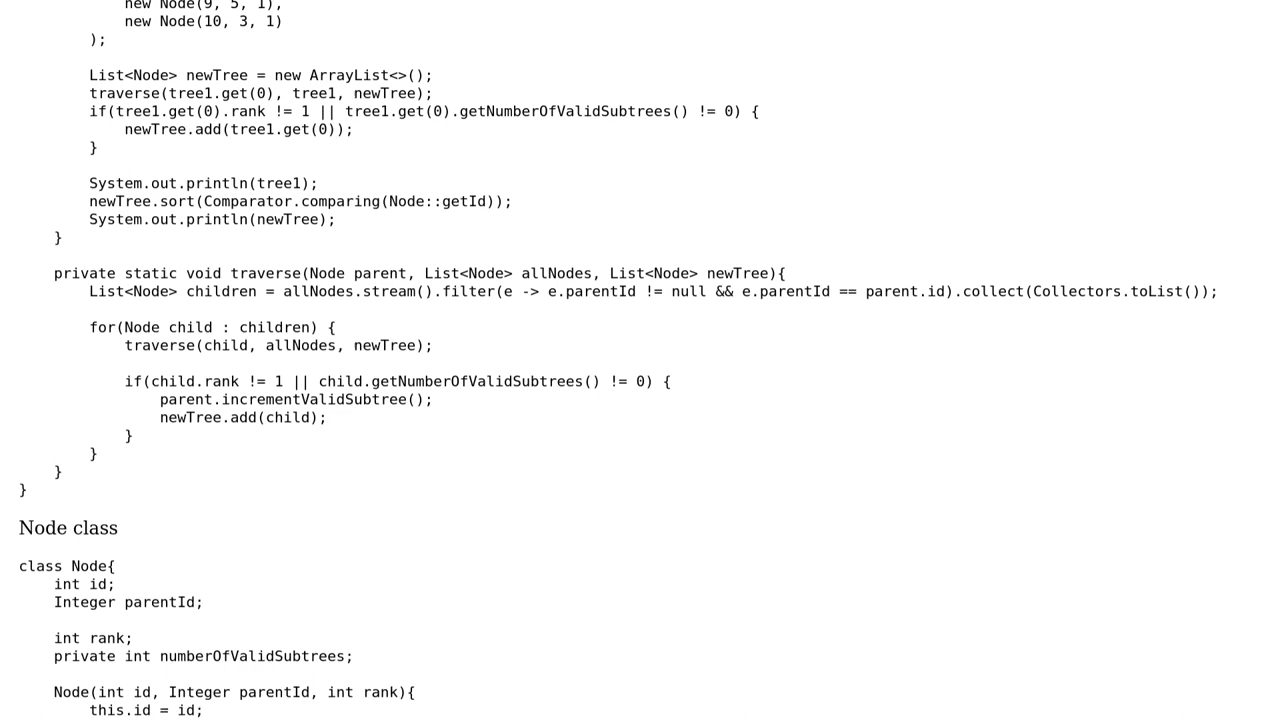 new Node(9, 5, 1),
            new Node(10, 3, 1)
        );

        List<Node> newTree = new ArrayList<>();
        traverse(tree1.get(0), tree1, newTree);
        if(tree1.get(0).rank != 1 || tree1.get(0).getNumberOfValidSubtrees() != 0) {
            newTree.add(tree1.get(0));
        }

        System.out.println(tree1);
        newTree.sort(Comparator.comparing(Node::getId));
        System.out.println(newTree);
    }

    private static void traverse(Node parent, List<Node> allNodes, List<Node> newTree){
        List<Node> children = allNodes.stream().filter(e -> e.parentId != null && e.parentId == parent.id).collect(Collectors.toList());

        for(Node child : children) {
            traverse(child, allNodes, newTree);

            if(child.rank != 1 || child.getNumberOfValidSubtrees() != 0) {
                parent.incrementValidSubtree();
                newTree.add(child);
            }
        }
    }
}
Node class
class Node{
    int id;
    Integer parentId;

    int rank;
    private int numberOfValidSubtrees;

    Node(int id, Integer parentId, int rank){
        this.id = id;